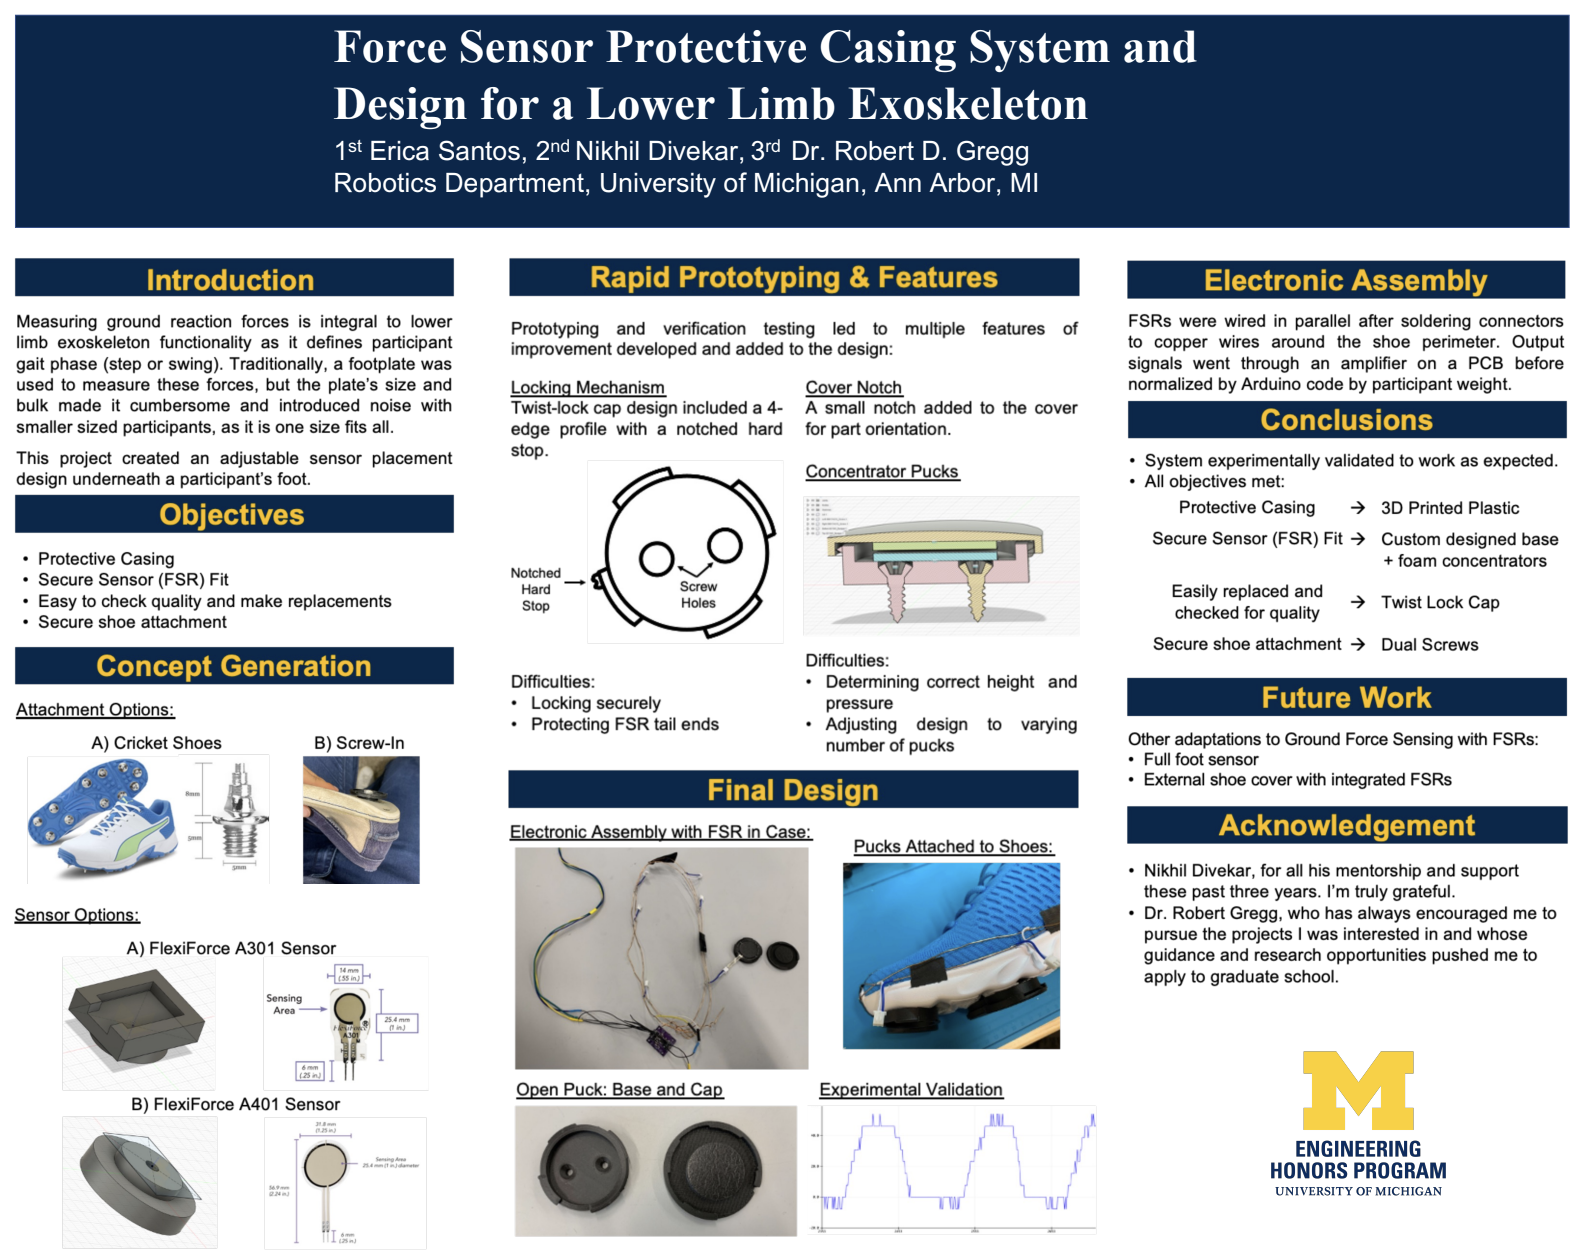 Force Sensor Protective Casing System and
Design for a Lower Limb Exoskeleton
1st Erica Santos, 2nd Nikhil Divekar, 3rd Dr. Robert D. Gregg
Robotics Department, University of Michigan, Ann Arbor, MI
Introduction
Measuring ground reaction forces is integral to lower
limb exoskeleton functionality as it defines participant
gait phase (step or swing). Traditionally, a footplate was
used to measure these forces, but the plate's size and
bulk made it cumbersome and introduced noise with
smaller sized participants, as it is one size fits all.
This project created an adjustable sensor placement
design underneath a participant's foot.
Objectives
• Protective Casing
• Secure Sensor (FSR) Fit
• Easy to check quality and make replacements
• Secure shoe attachment
Concept Generation
Attachment Options:
A) Cricket Shoes
B) Screw-In
8mm
5mm
5mm
Sensor Options:
A) FlexiForce A301 Sensor
14 mm
(.55 in.)
Sensing
Area
25.4 mm
(1 in.)
FlexiForce®
A301
6 mm
(.25 in.)
B) FlexiForce A401 Sensor
31.8 mm
(1.25 in.)
Sensing Area
25.4 mm (1 in.) diameter
56.9 mm
(2.24 in.)
6 mm
(.25 in.)
Rapid Prototyping & Features
Prototyping and verification testing led to multiple features of
improvement developed and added to the design:
Locking Mechanism
Twist-lock cap design included a 4-
edge profile with a notched hard
stop.
Notched
Hard
Stop
Screw
Holes
Difficulties:
• Locking securely
• Protecting FSR tail ends
Cover Notch
A small notch added to the cover
for part orientation.
Concentrator Pucks
Difficulties:
• Determining correct height and
pressure
• Adjusting design to varying
number of pucks
Final Design
Electronic Assembly with FSR in Case:
Pucks Attached to Shoes:
Open Puck: Base and Cap
Experimental Validation
Electronic Assembly
FSRs were wired in parallel after soldering connectors
to copper wires around the shoe perimeter. Output
signals went through an amplifier on a PCB before
normalized by Arduino code by participant weight.
Conclusions
• System experimentally validated to work as expected.
• All objectives met:
Protective Casing → 3D Printed Plastic
Secure Sensor (FSR) Fit → Custom designed base
+ foam concentrators
Easily replaced and
checked for quality → Twist Lock Cap
Secure shoe attachment → Dual Screws
Future Work
Other adaptations to Ground Force Sensing with FSRs:
• Full foot sensor
• External shoe cover with integrated FSRs
Acknowledgement
• Nikhil Divekar, for all his mentorship and support
these past three years. I'm truly grateful.
• Dr. Robert Gregg, who has always encouraged me to
pursue the projects I was interested in and whose
guidance and research opportunities pushed me to
apply to graduate school.
M
ENGINEERING
HONORS PROGRAM
UNIVERSITY OF MICHIGAN